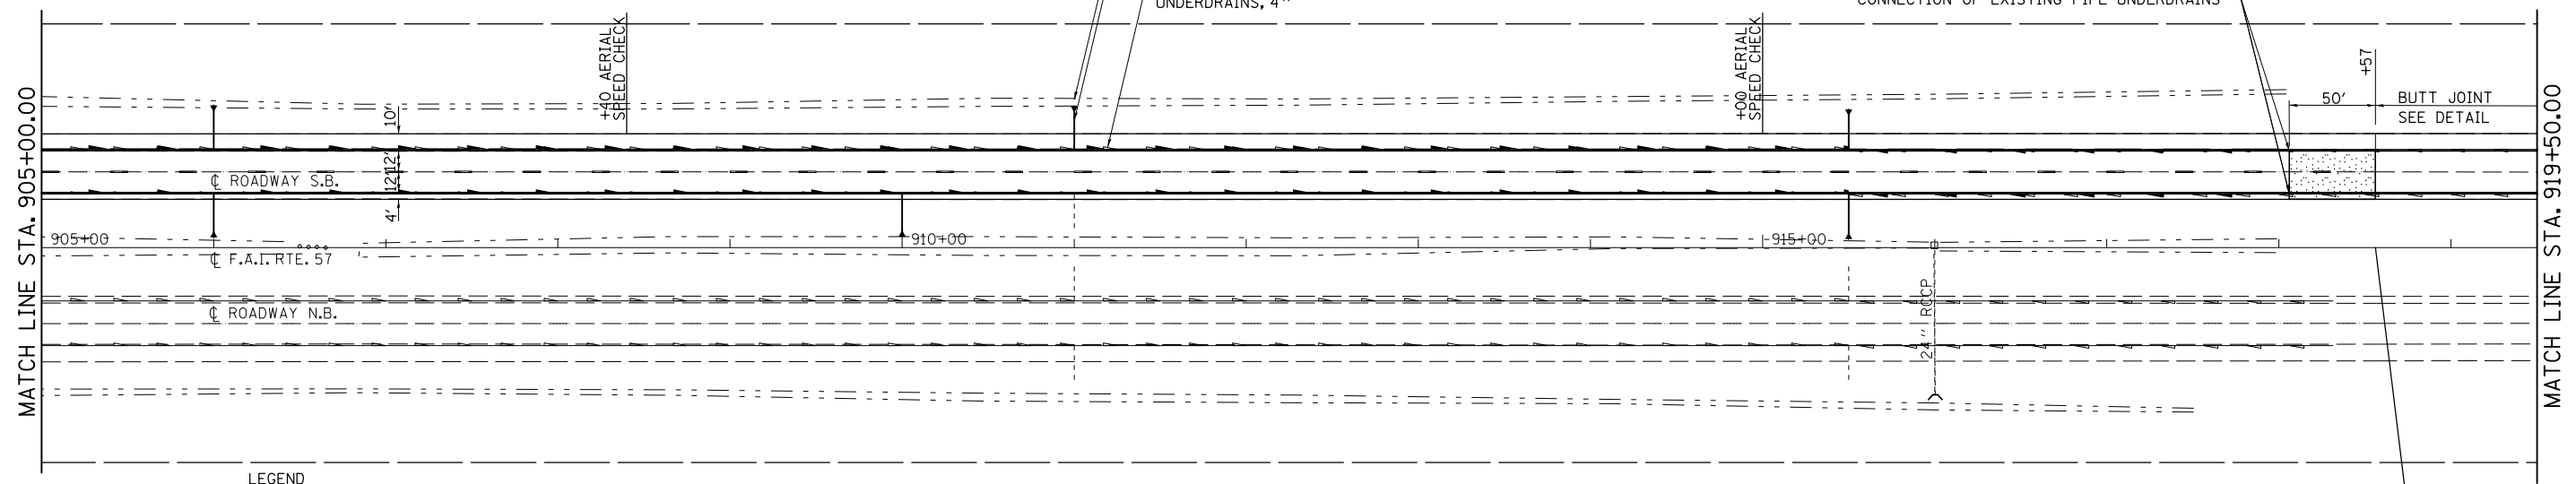 UNDERDRAINS, 4"
CONNECTION OF EXISTING PIPE UNDERDRAINS
+40 AERIAL
SPEED CHECK
+00 AERIAL
SPEED CHECK
+57
50'
BUTT JOINT
SEE DETAIL
MATCH LINE STA. 905+00.00
10'
12'
12'
4'
℄ ROADWAY S.B.
905+00
910+00
915+00
℄ F.A.I. RTE. 57
℄ ROADWAY N.B.
24" RCCP
MATCH LINE STA. 919+50.00
LEGEND